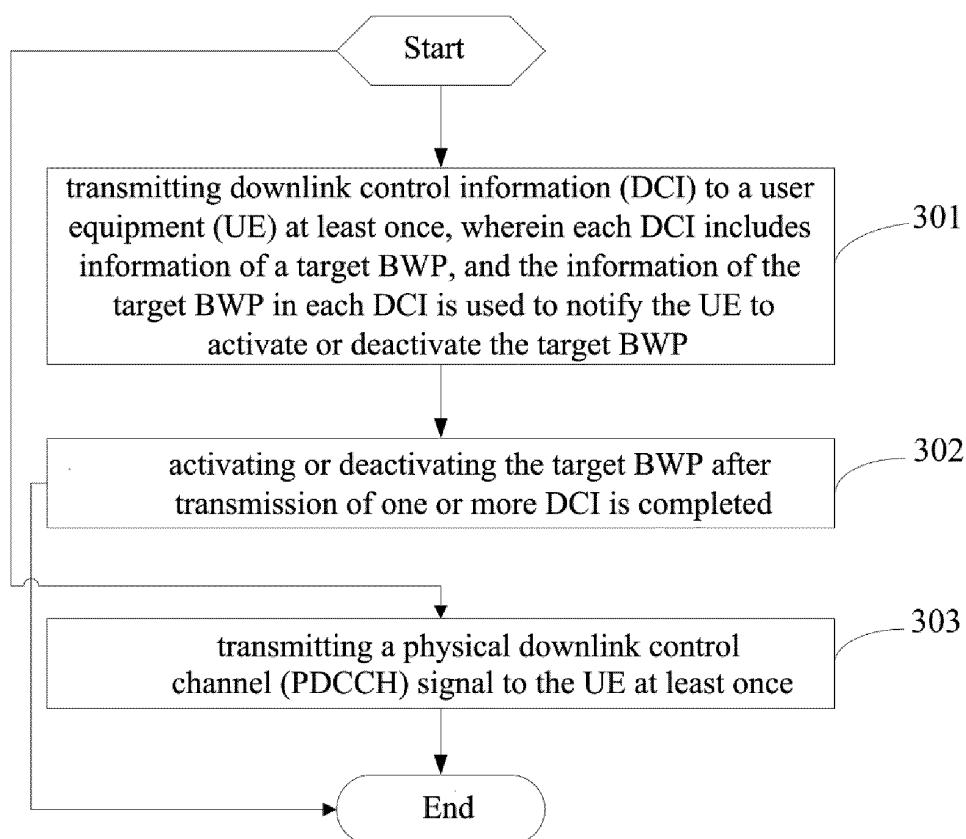 Start
transmitting downlink control information (DCI) to a user
equipment (UE) at least once, wherein each DCI includes
information of a target BWP, and the information of the
target BWP in each DCI is used to notify the UE to
activate or deactivate the target BWP
301
activating or deactivating the target BWP after
transmission of one or more DCI is completed
302
transmitting a physical downlink control
channel (PDCCH) signal to the UE at least once
303
End